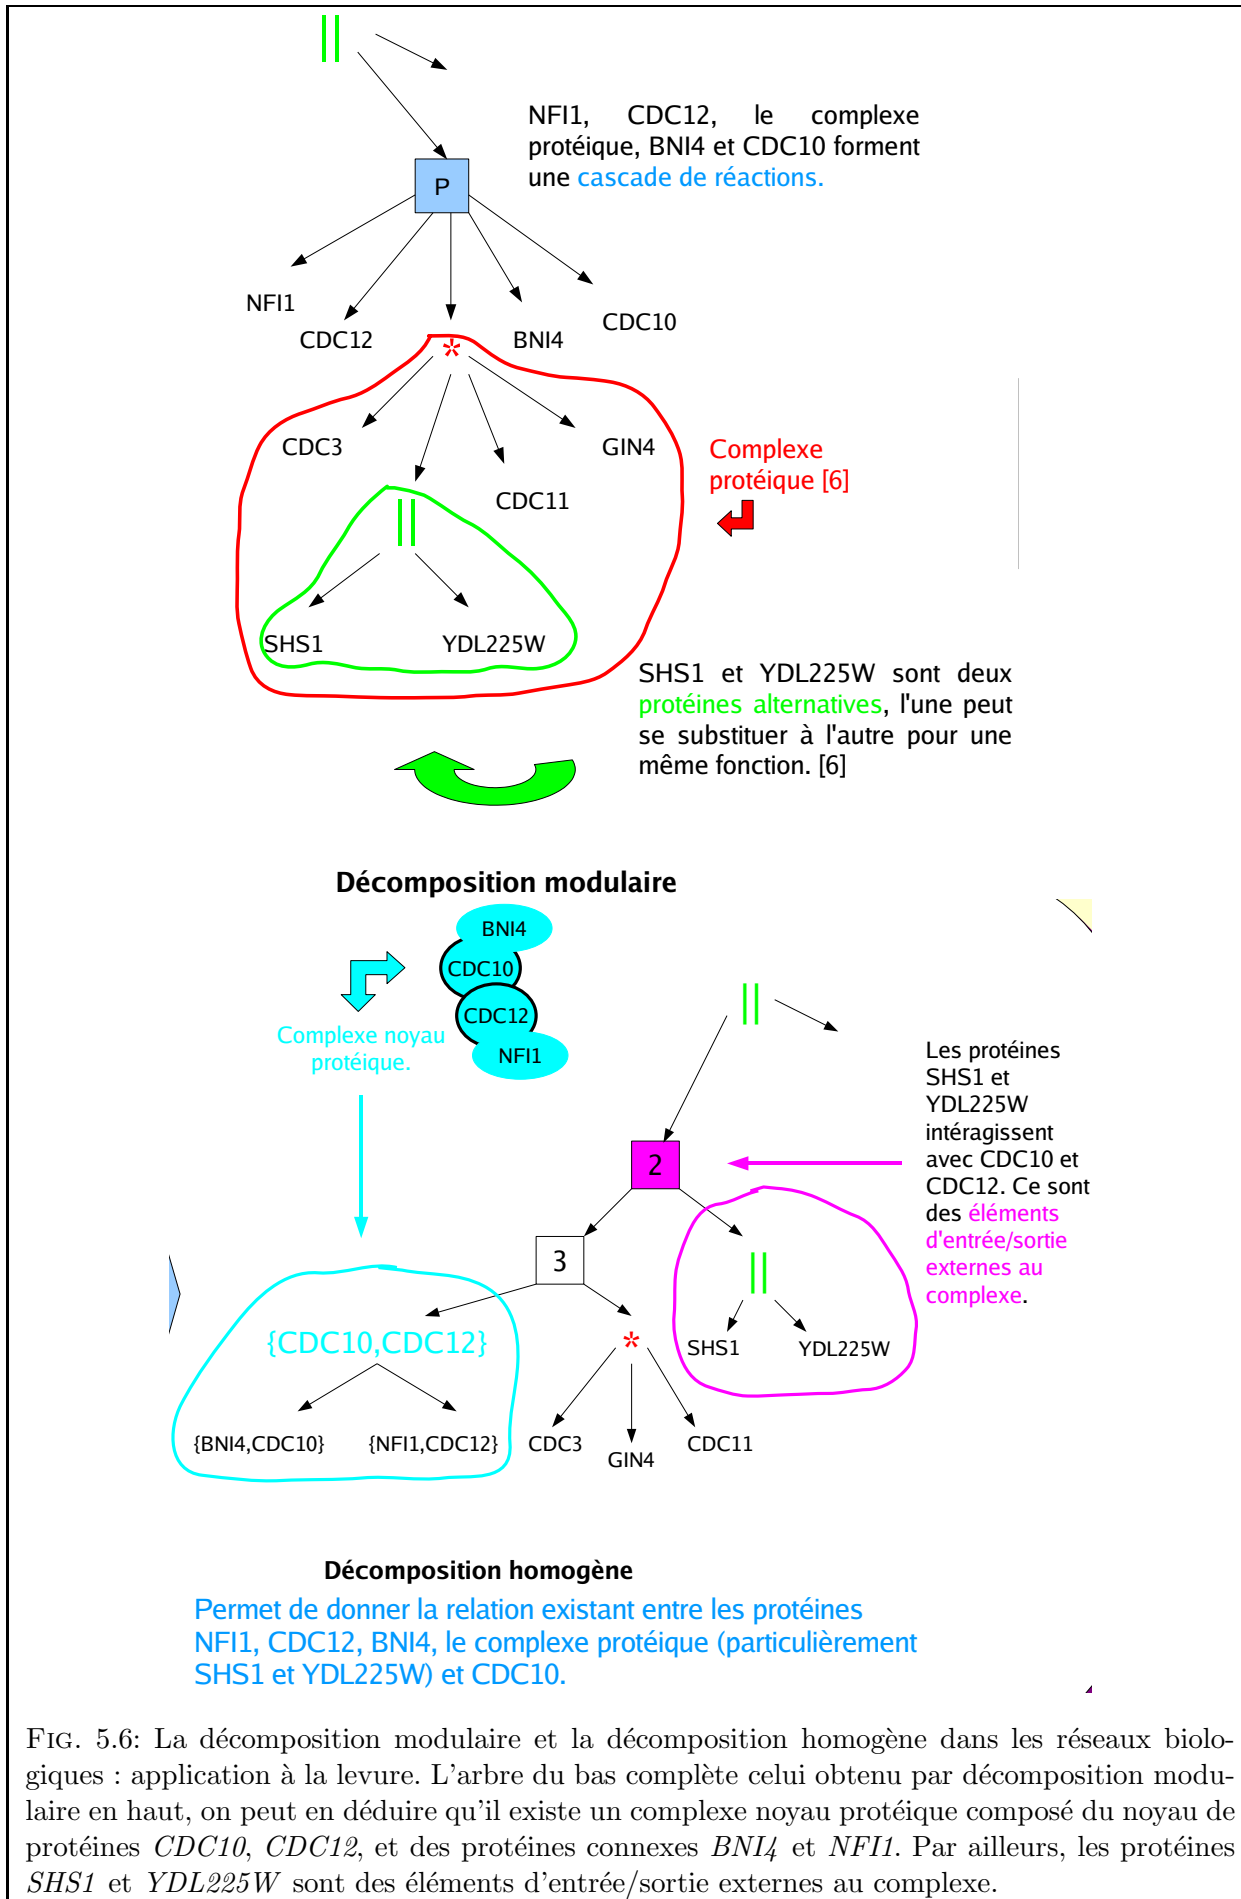 NFI1, CDC12, le complexe
protéique, BNI4 et CDC10 forment
une cascade de réactions.
P
NFI1
CDC12
*
BNI4
CDC10
CDC3
CDC11
GIN4
Complexe
protéique [6]
SHS1
YDL225W
SHS1 et YDL225W sont deux
protéines alternatives, l'une peut
se substituer à l'autre pour une
même fonction. [6]
Décomposition modulaire
BNI4
CDC10
CDC12
NFI1
Complexe noyau
protéique.
Les protéines
SHS1 et
YDL225W
intéragissent
avec CDC10 et
CDC12. Ce sont
des éléments
d'entrée/sortie
externes au
complexe.
2
3
{CDC10,CDC12}
*
SHS1
YDL225W
{BNI4,CDC10}
{NFI1,CDC12}
CDC3
GIN4
CDC11
Décomposition homogène
Permet de donner la relation existant entre les protéines
NFI1, CDC12, BNI4, le complexe protéique (particulièrement
SHS1 et YDL225W) et CDC10.
FIG. 5.6: La décomposition modulaire et la décomposition homogène dans les réseaux biolo-
giques : application à la levure. L'arbre du bas complète celui obtenu par décomposition modu-
laire en haut, on peut en déduire qu'il existe un complexe noyau protéique composé du noyau de
protéines CDC10, CDC12, et des protéines connexes BNI4 et NFI1. Par ailleurs, les protéines
SHS1 et YDL225W sont des éléments d'entrée/sortie externes au complexe.